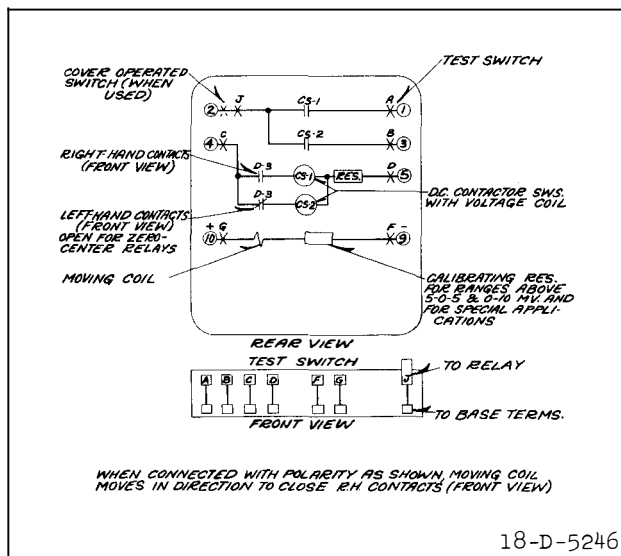 COVER OPERATED
SWITCH (WHEN
USED)
TEST SWITCH
2 J CS-1 A 1
4 C CS-2 B 3
RIGHT HAND CONTACTS
(FRONT VIEW)
D-3 CS-1 RES. D 5
D-3 CS-2
D.C. CONTACTOR SWS.
WITH VOLTAGE COIL
LEFT HAND CONTACTS
(FRONT VIEW)
OPEN FOR ZERO-
CENTER RELAYS
+ G F -
10 9
MOVING COIL
CALIBRATING RES.
FOR RANGES ABOVE
5-0-5 & 0-10 MV. AND
FOR SPECIAL APPLI-
CATIONS
REAR VIEW
TEST SWITCH
TO RELAY
A B C D F G J
TO BASE TERMS.
FRONT VIEW
WHEN CONNECTED WITH POLARITY AS SHOWN, MOVING COIL
MOVES IN DIRECTION TO CLOSE R.H. CONTACTS (FRONT VIEW)
18-D-5246